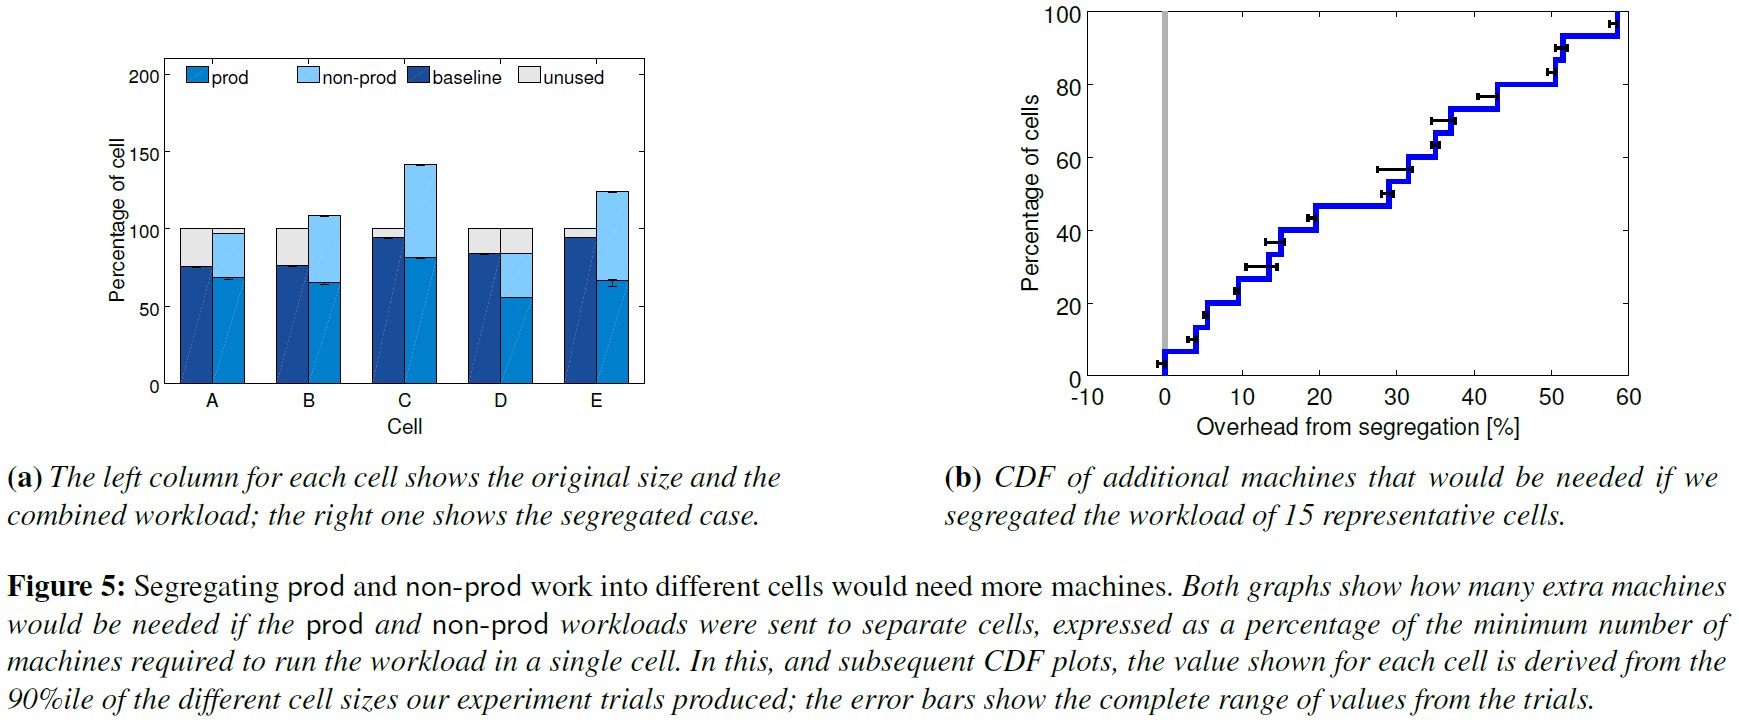 200
prod non-prod baseline unused
150
100
50
0
Percentage of cell
A B C D E
Cell
100
80
60
40
20
0
Percentage of cells
-10 0 10 20 30 40 50 60
Overhead from segregation [%]
(a) The left column for each cell shows the original size and the
combined workload; the right one shows the segregated case.
(b) CDF of additional machines that would be needed if we
segregated the workload of 15 representative cells.
Figure 5: Segregating prod and non-prod work into different cells would need more machines. Both graphs show how many extra machines
would be needed if the prod and non-prod workloads were sent to separate cells, expressed as a percentage of the minimum number of
machines required to run the workload in a single cell. In this, and subsequent CDF plots, the value shown for each cell is derived from the
90%ile of the different cell sizes our experiment trials produced; the error bars show the complete range of values from the trials.